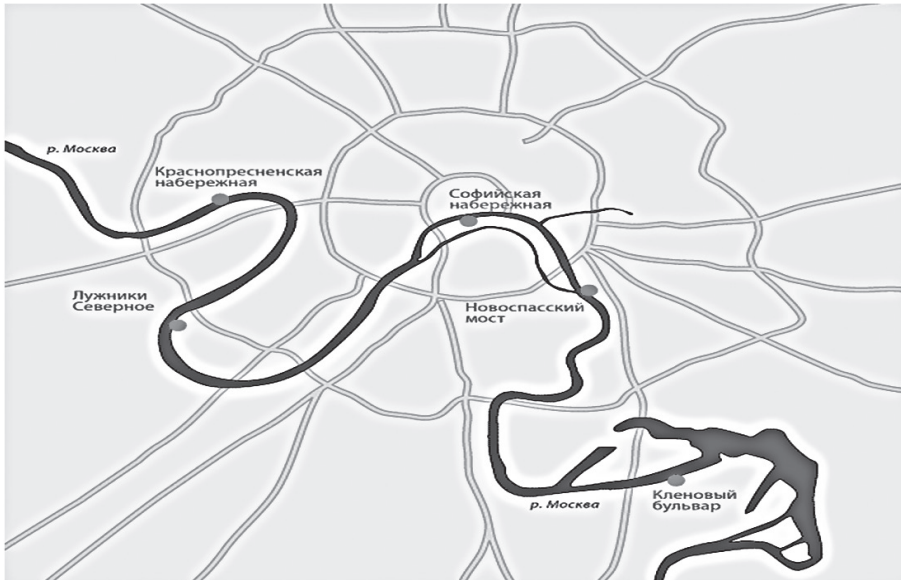 р. Москва
Краснопресненская
набережная
Софийская
набережная
Лужники
Северное
Новоспасский
мост
Кленовый
бульвар
р. Москва